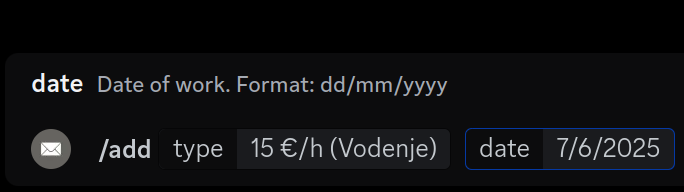 date Date of work. Format: dd/mm/yyyy
/add type 15 €/h (Vodenje) date 7/6/2025